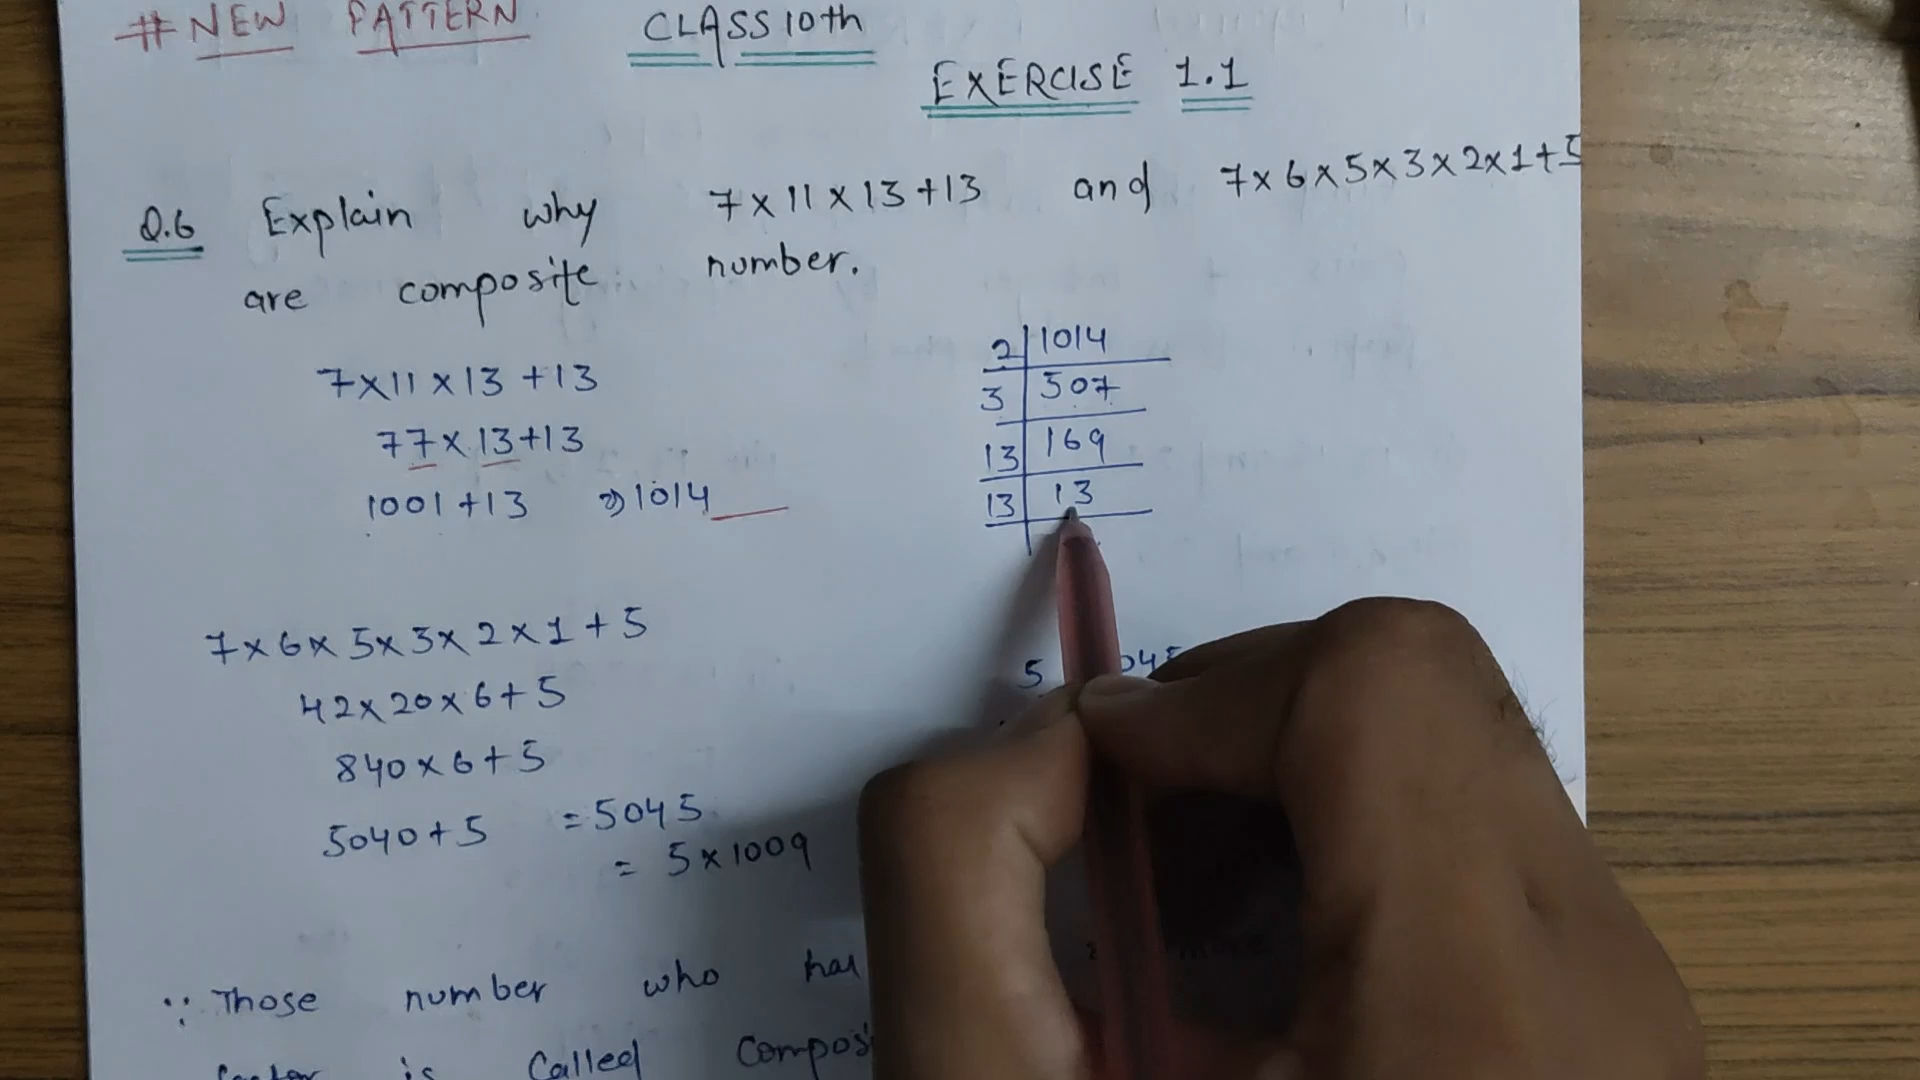 # NEW PATTERN CLASS 10th
EXERCISE 1.1
Q.6 Explain why 7×11×13+13 and 7×6×5×3×2×1+5
are composite number.
7×11×13+13
77×13+13
1001+13 ⇒1014
2|1014
3|507
13|169
13|13
7×6×5×3×2×1+5
42×20×6+5
840×6+5
5040+5 =5045
= 5×1009
5
∵ Those number who has
is called